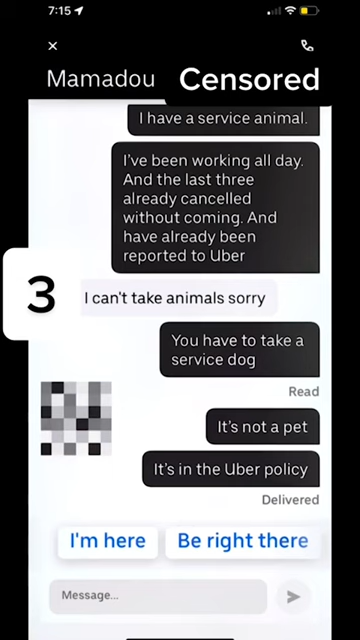 7:15
Mamadou Censored
I have a service animal.
I've been working all day.
And the last three
already cancelled
without coming. And
have already been
reported to Uber
3
I can't take animals sorry
You have to take a
service dog
Read
It's not a pet
It's in the Uber policy
Delivered
I'm here
Be right there
Message...